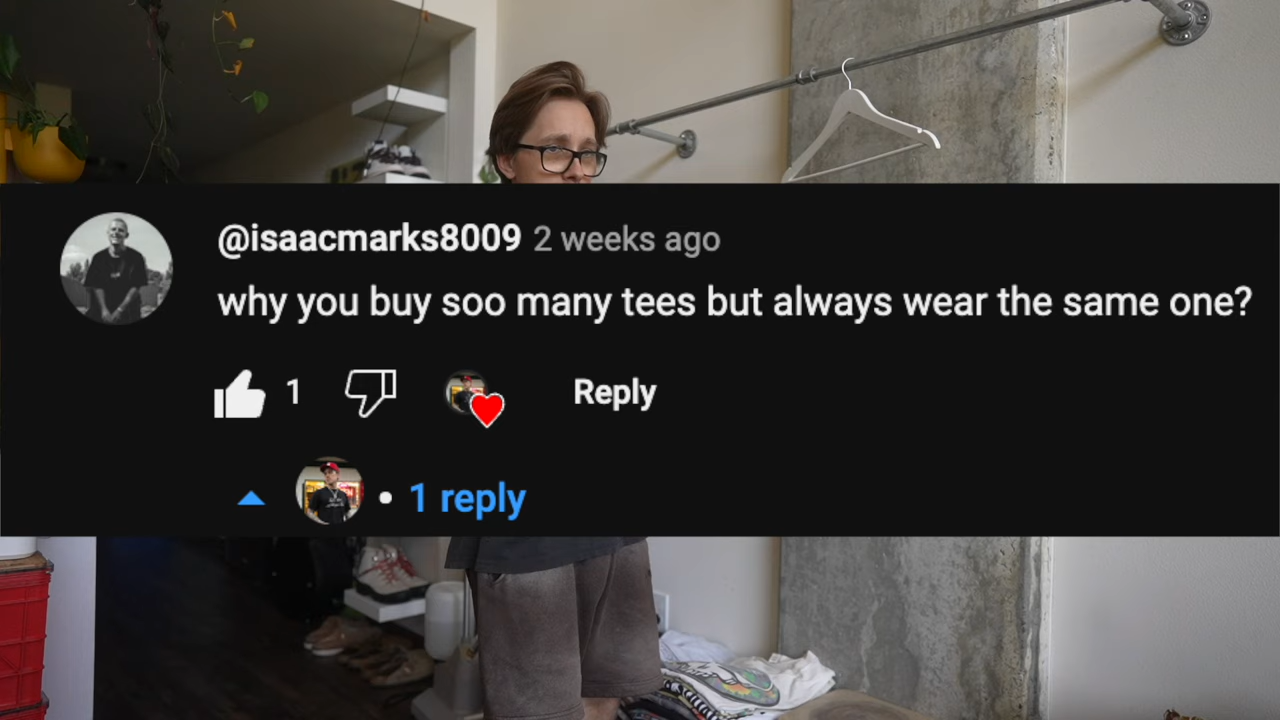 @isaacmarks8009 2 weeks ago
why you buy soo many tees but always wear the same one?
1
Reply
1 reply